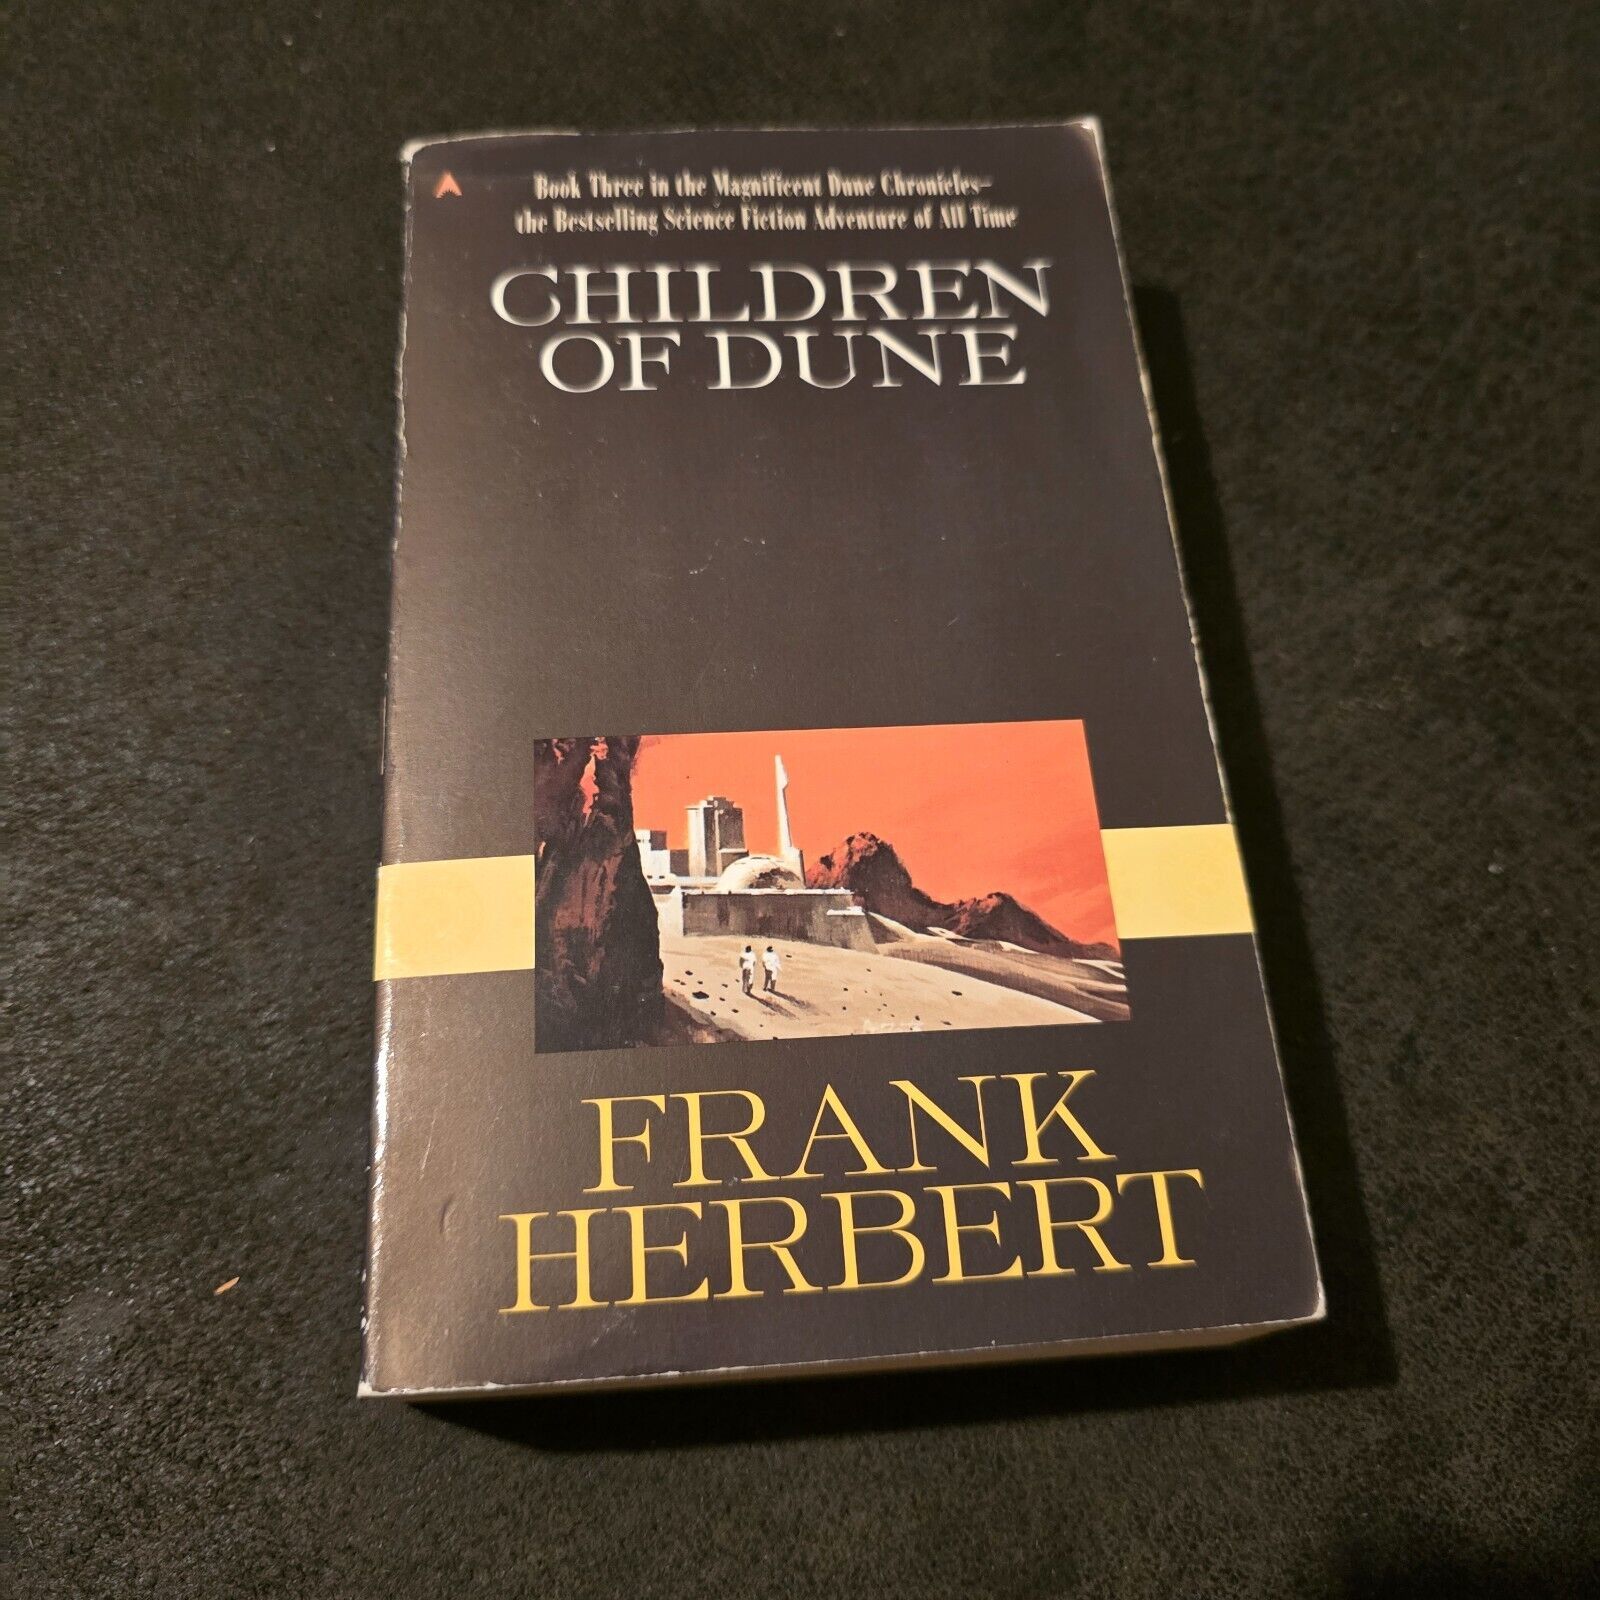 Book Three in the Magnificent Dune Chronicles–
the Bestselling Science Fiction Adventure of All Time
CHILDREN
OF DUNE
FRANK
HERBERT